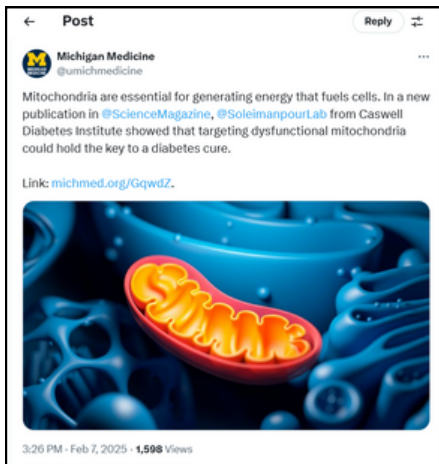 ← Post Reply
Michigan Medicine
@umichmedicine
Mitochondria are essential for generating energy that fuels cells. In a new
publication in @ScienceMagazine, @SoleimanpourLab from Caswell
Diabetes Institute showed that targeting dysfunctional mitochondria
could hold the key to a diabetes cure.
Link: michmed.org/GqwdZ.
3:26 PM · Feb 7, 2025 · 1,598 Views